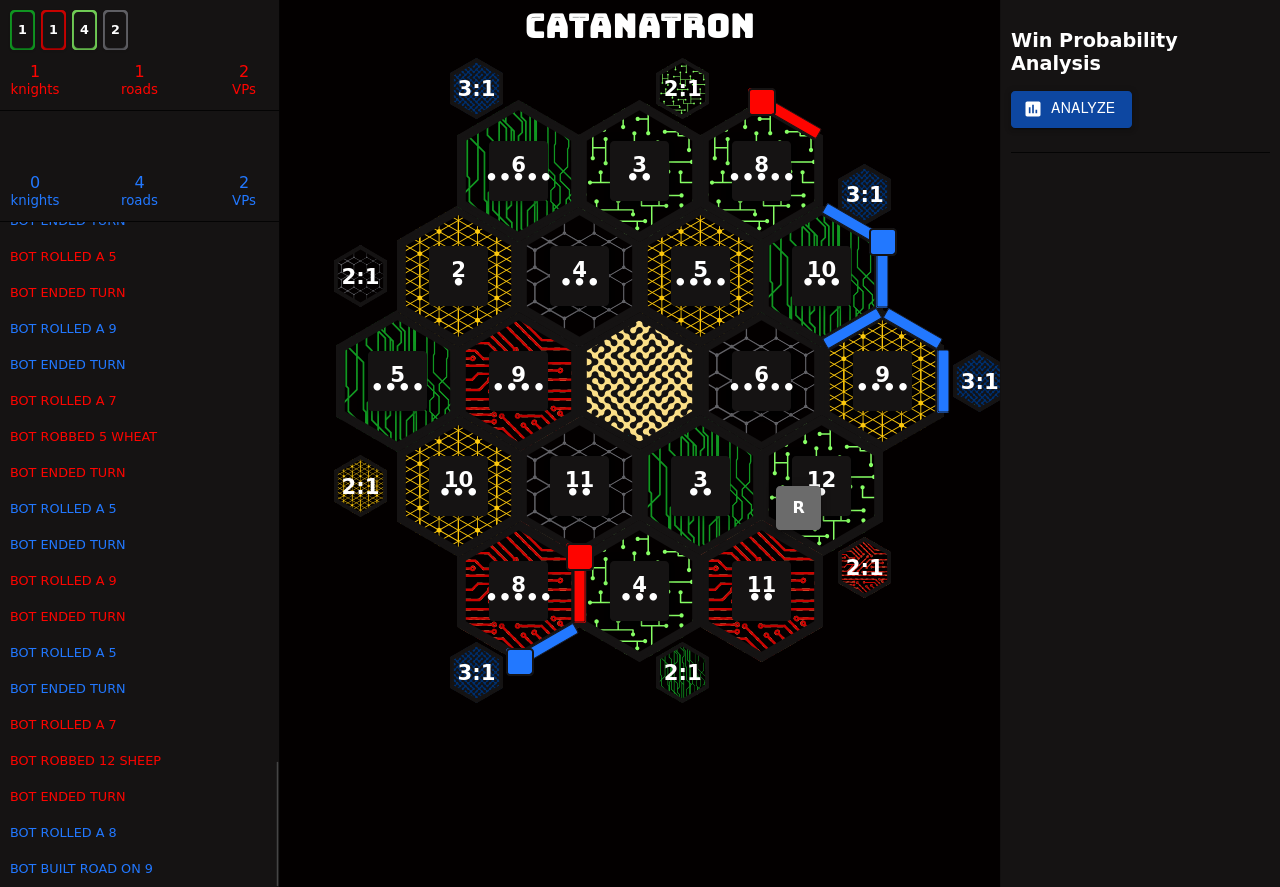 1 1 4 2
1 1 2
knights roads VPs
0 4 2
knights roads VPs
BOT ENDED TURN
BOT ROLLED A 5
BOT ENDED TURN
BOT ROLLED A 9
BOT ENDED TURN
BOT ROLLED A 7
BOT ROBBED 5 WHEAT
BOT ENDED TURN
BOT ROLLED A 5
BOT ENDED TURN
BOT ROLLED A 9
BOT ENDED TURN
BOT ROLLED A 5
BOT ENDED TURN
BOT ROLLED A 7
BOT ROBBED 12 SHEEP
BOT ENDED TURN
BOT ROLLED A 8
BOT BUILT ROAD ON 9
CATANATRON
3:1 2:1
6 3 8
3:1
2:1 2 4 5 10
5 9 6 9 3:1
2:1 10 11 3 12
R
8 4 11 2:1
3:1 2:1
Win Probability
Analysis
ANALYZE